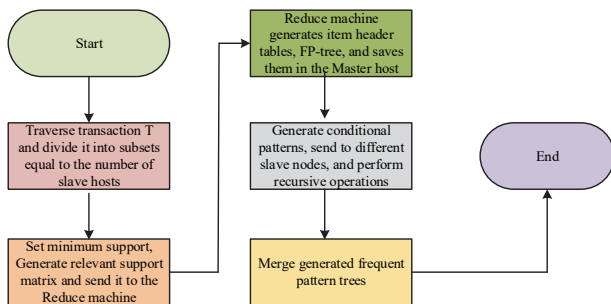 Start
Traverse transaction T
and divide it into subsets
equal to the number of
slave hosts
Set minimum support,
Generate relevant support
matrix and send it to the
Reduce machine
Reduce machine
generates item header
tables, FP-tree, and saves
them in the Master host
Generate conditional
patterns, send to different
slave nodes, and perform
recursive operations
Merge generated frequent
pattern trees
End